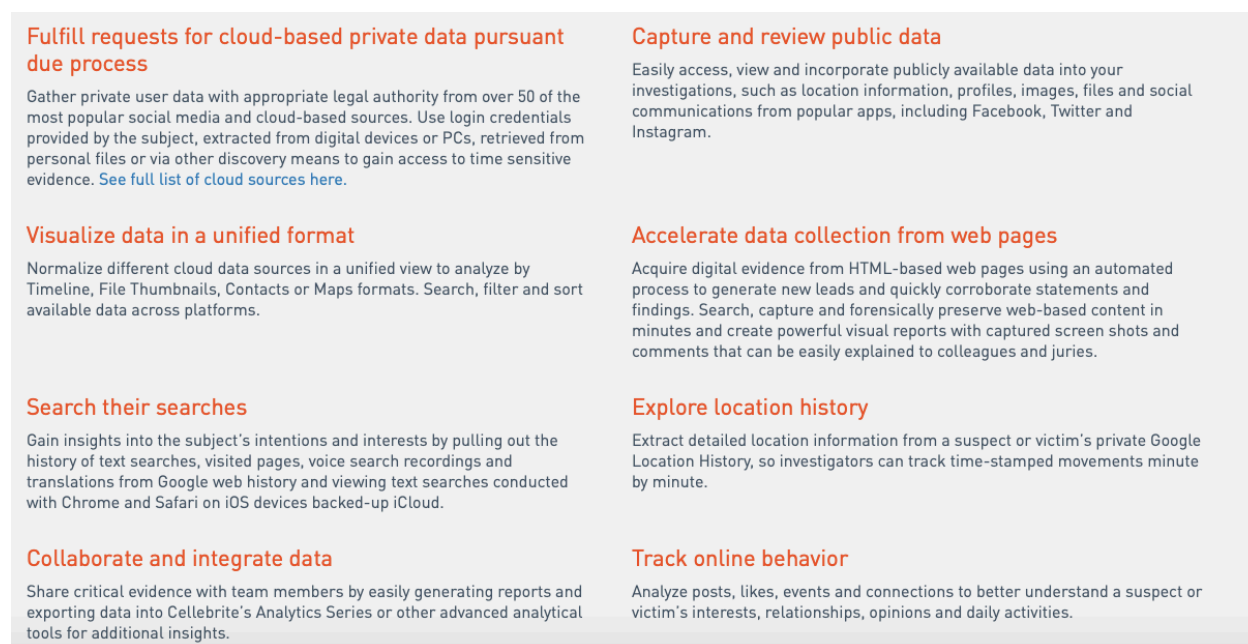 Fulfill requests for cloud-based private data pursuant
due process
Gather private user data with appropriate legal authority from over 50 of the
most popular social media and cloud-based sources. Use login credentials
provided by the subject, extracted from digital devices or PCs, retrieved from
personal files or via other discovery means to gain access to time sensitive
evidence. See full list of cloud sources here.
Capture and review public data
Easily access, view and incorporate publicly available data into your
investigations, such as location information, profiles, images, files and social
communications from popular apps, including Facebook, Twitter and
Instagram.
Visualize data in a unified format
Normalize different cloud data sources in a unified view to analyze by
Timeline, File Thumbnails, Contacts or Maps formats. Search, filter and sort
available data across platforms.
Accelerate data collection from web pages
Acquire digital evidence from HTML-based web pages using an automated
process to generate new leads and quickly corroborate statements and
findings. Search, capture and forensically preserve web-based content in
minutes and create powerful visual reports with captured screen shots and
comments that can be easily explained to colleagues and juries.
Search their searches
Gain insights into the subject's intentions and interests by pulling out the
history of text searches, visited pages, voice search recordings and
translations from Google web history and viewing text searches conducted
with Chrome and Safari on iOS devices backed-up iCloud.
Explore location history
Extract detailed location information from a suspect or victim's private Google
Location History, so investigators can track time-stamped movements minute
by minute.
Collaborate and integrate data
Share critical evidence with team members by easily generating reports and
exporting data into Cellebrite's Analytics Series or other advanced analytical
tools for additional insights.
Track online behavior
Analyze posts, likes, events and connections to better understand a suspect or
victim's interests, relationships, opinions and daily activities.